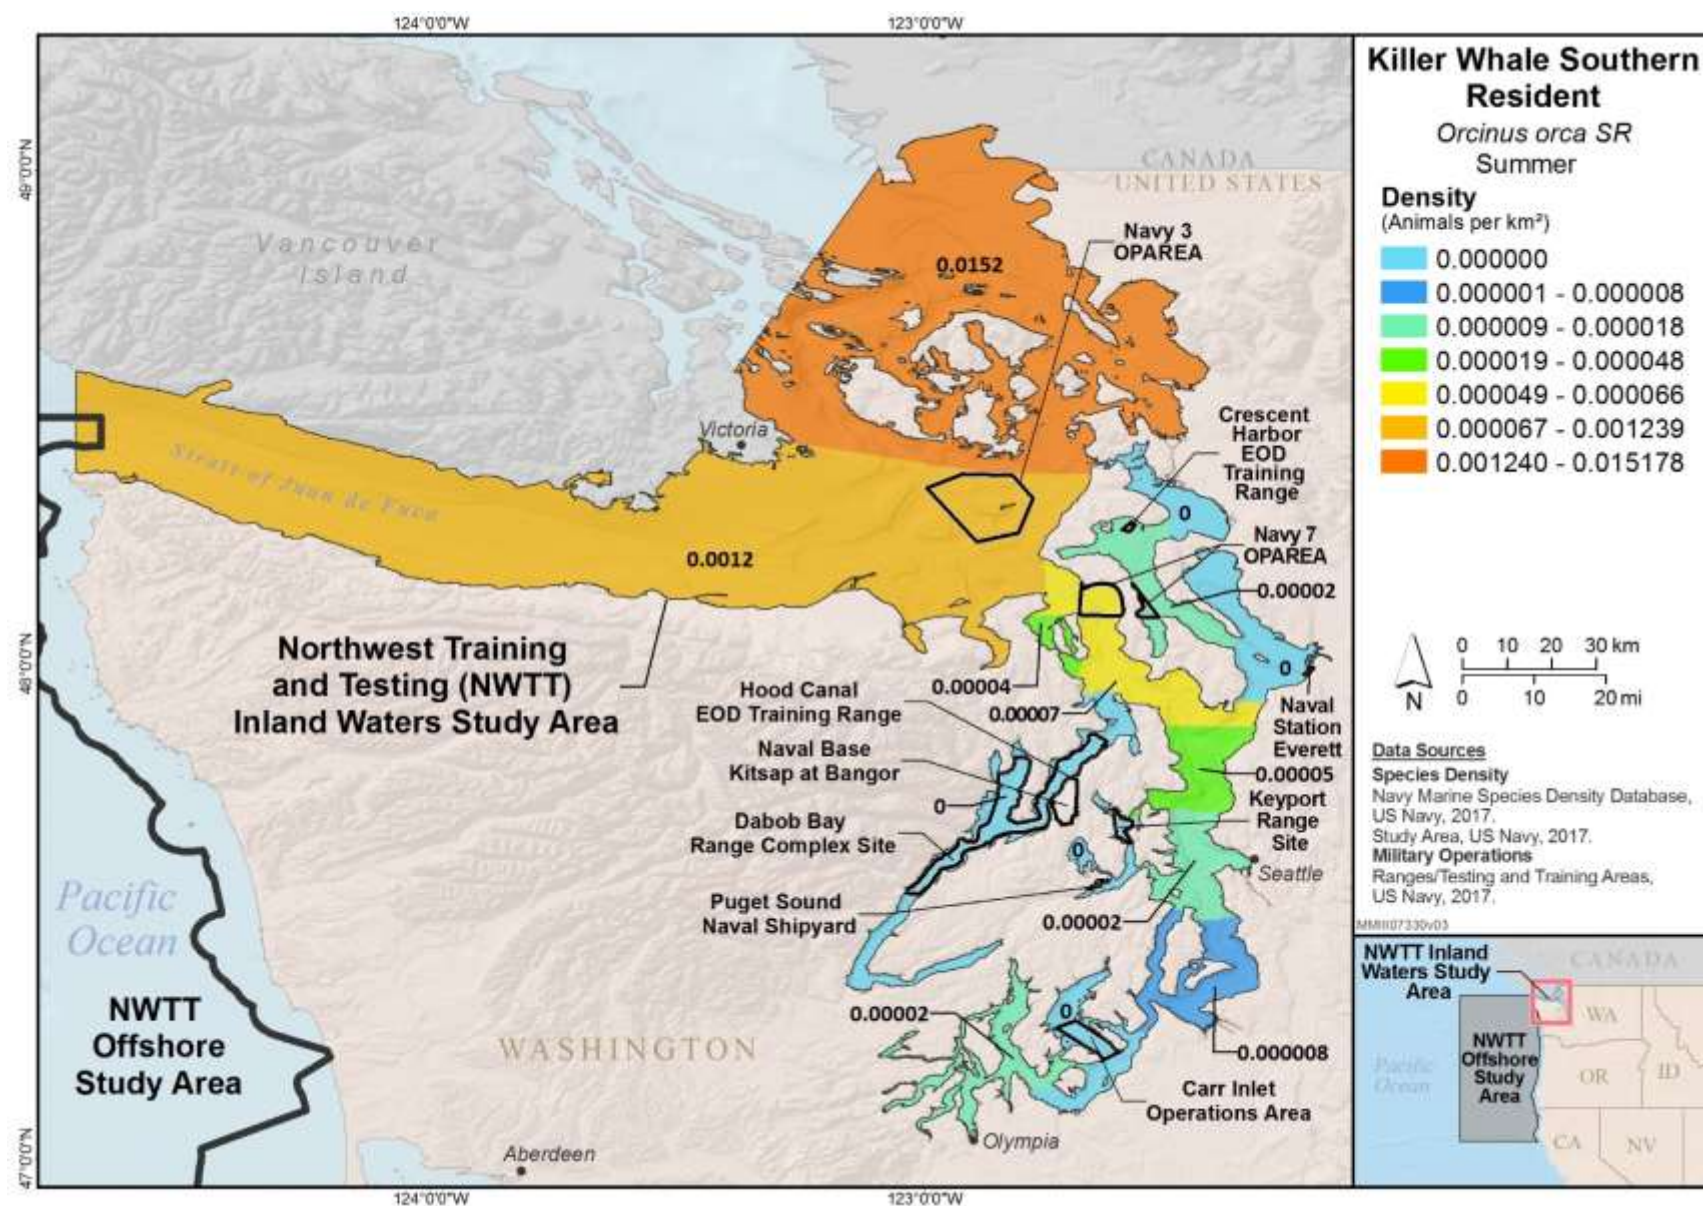 124°0'0"W
123°0'0"W
49°0'0"N
48°0'0"N
47°0'0"N
124°0'0"W
123°0'0"W
CANADA
UNITED STATES
Vancouver
Island
Navy 3
OPAREA
0.0152
Victoria
Strait of Juan de Fuca
Crescent
Harbor
EOD
Training
Range
0
Navy 7
OPAREA
0.0012
0.00002
Northwest Training
and Testing (NWTT)
Inland Waters Study Area
0
0.00004
0.00007
Naval
Station
Everett
Hood Canal
EOD Training Range
Naval Base
Kitsap at Bangor
0.00005
0
Keyport
Range
Site
Dabob Bay
Range Complex Site
0
Seattle
Puget Sound
Naval Shipyard
0.00002
Pacific
Ocean
NWTT
Offshore
Study Area
0.00002
0
WASHINGTON
0.000008
Carr Inlet
Operations Area
Olympia
Aberdeen
Killer Whale Southern
Resident
Orcinus orca SR
Summer
Density
(Animals per km²)
0.000000
0.000001 - 0.000008
0.000009 - 0.000018
0.000019 - 0.000048
0.000049 - 0.000066
0.000067 - 0.001239
0.001240 - 0.015178
N
0 10 20 30 km
0 10 20 mi
Data Sources
Species Density
Navy Marine Species Density Database,
US Navy, 2017.
Study Area, US Navy, 2017.
Military Operations
Ranges/Testing and Training Areas,
US Navy, 2017.
MMIII07330v03
NWTT Inland
Waters Study
Area
CANADA
WA
NWTT
Offshore
Study
Area
Pacific
Ocean
OR
ID
CA
NV